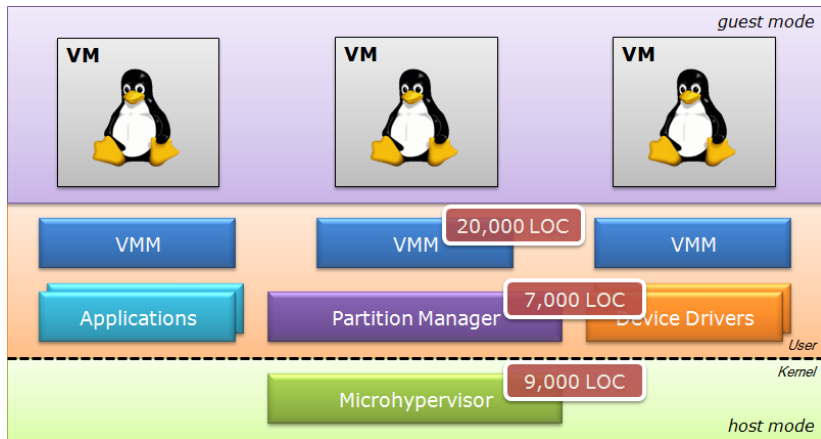 guest mode
VM
VM
VM
20,000 LOC
VMM
VMM
VMM
7,000 LOC
Applications
Partition Manager
Device Drivers
User
Kernel
9,000 LOC
Microhypervisor
host mode